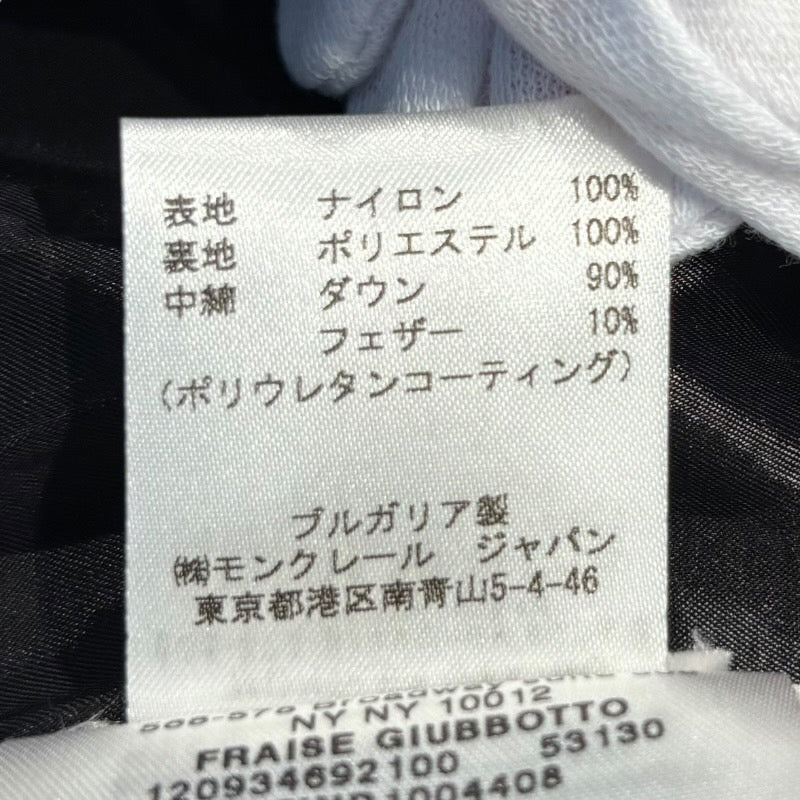 表地 ナイロン 100%
裏地 ポリエステル 100%
中綿 ダウン 90%
フェザー 10%
(ポリウレタンコーティング)
ブルガリア製
㈱モンクレール ジャパン
東京都港区南青山5-4-46
NY NY 10012
FRAISE GIUBBOTTO
120934692100 53130
1004408